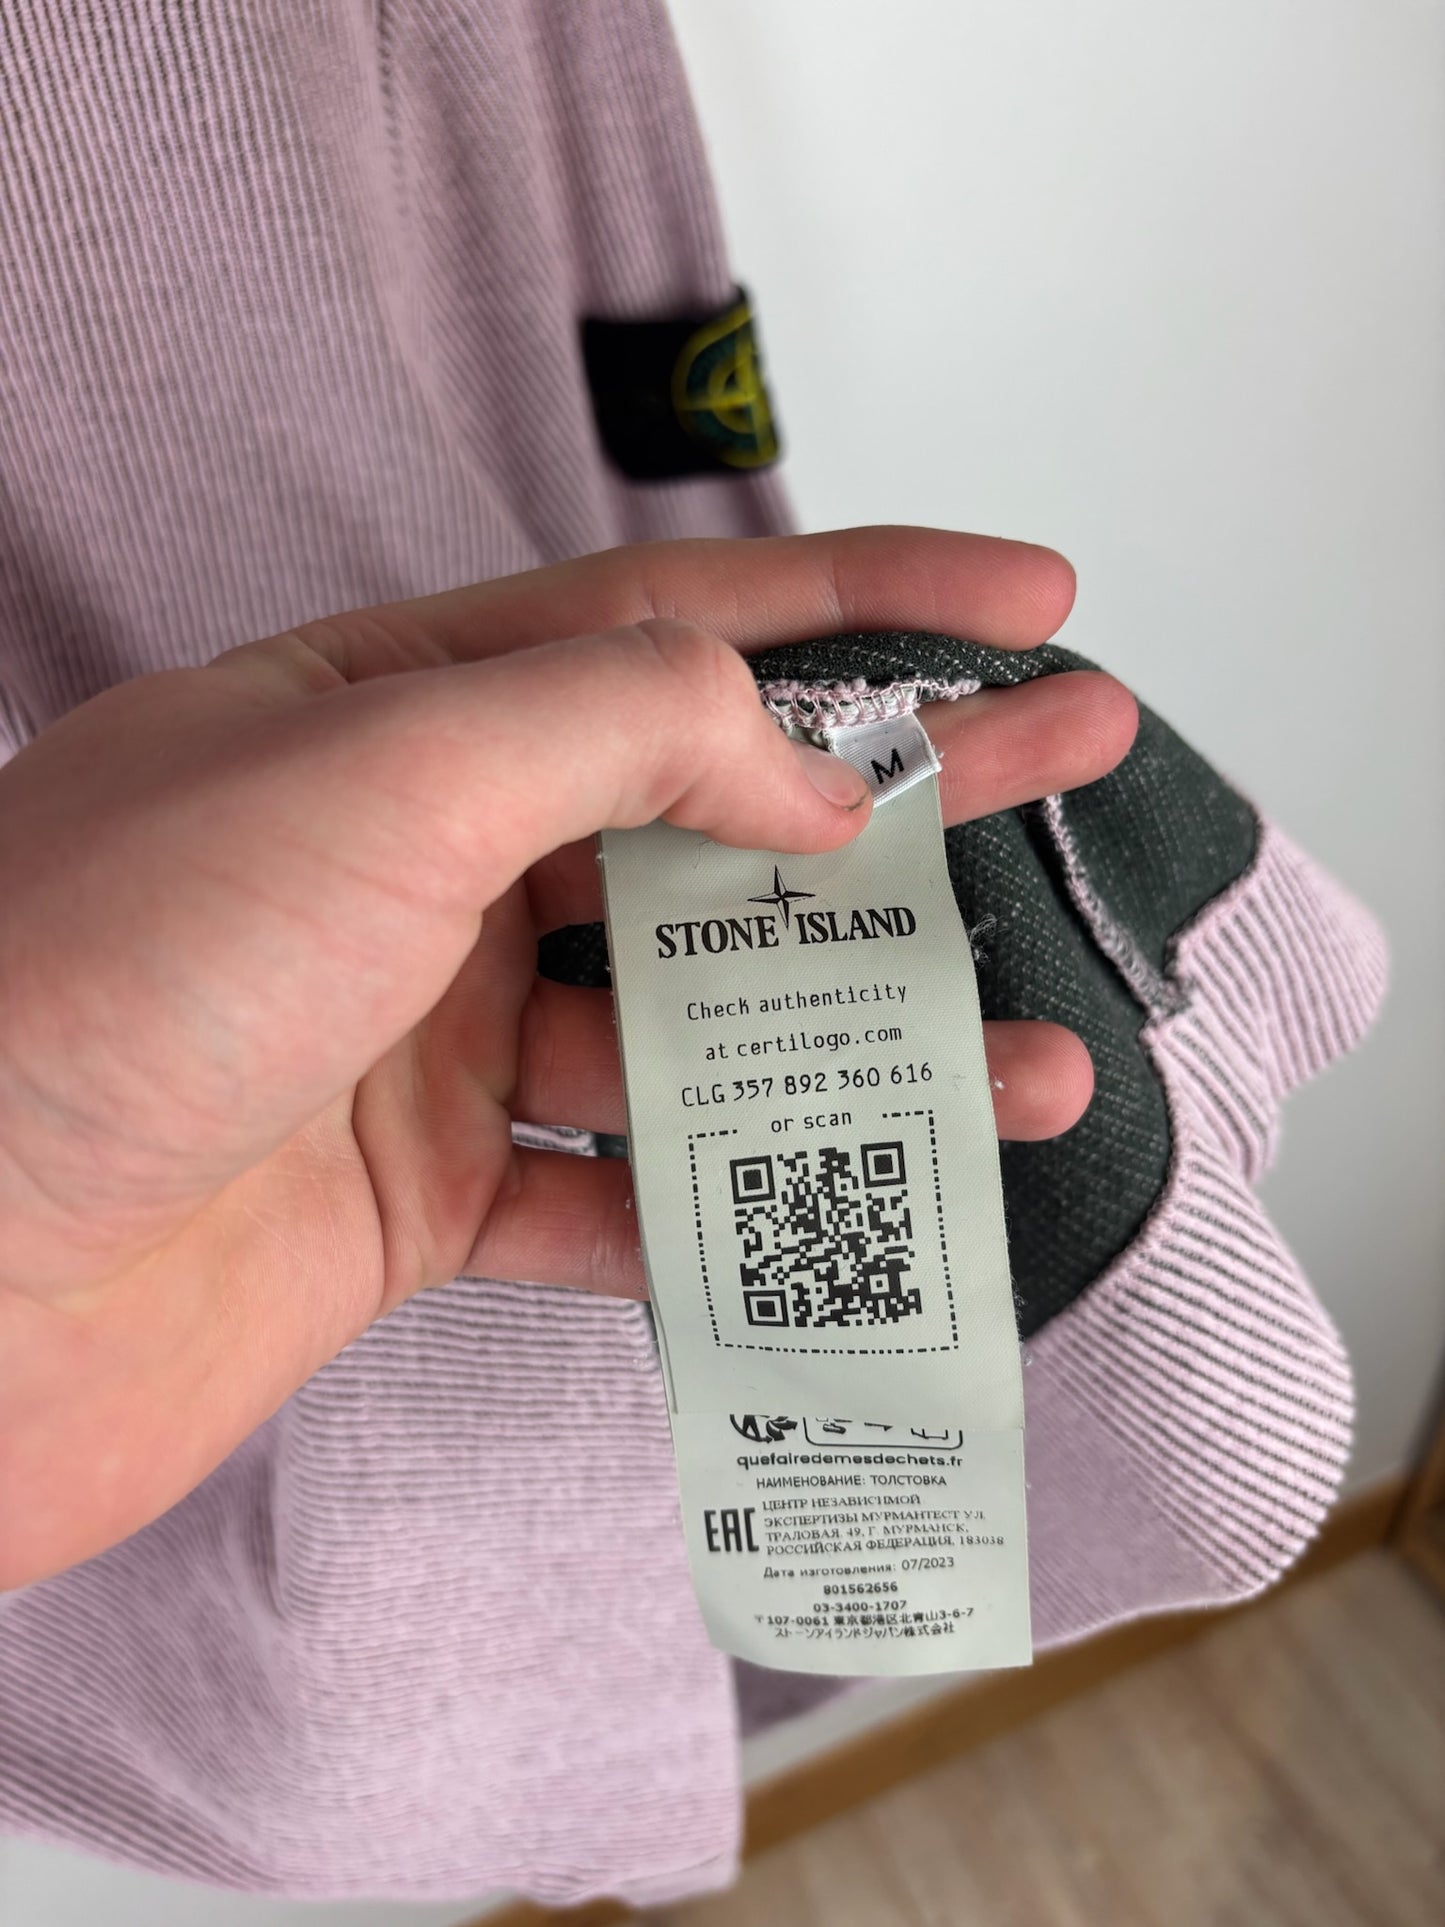 M
STONE ISLAND
Check authenticity
at certilogo.com
CLG 357 892 360 616
or scan
quefairedemesdechets.fr
НАИМЕНОВАНИЕ: ТОЛСТОВКА
EAC
ЦЕНТР НЕЗАВИСИМОЙ
ЭКСПЕРТИЗЫ МУРМАНТЕСТ УЛ.
ТРАЛОВАЯ, 49, Г. МУРМАНСК,
РОССИЙСКАЯ ФЕДЕРАЦИЯ, 183038
Дата изготовления: 07/2023
801562656
03-3400-1707
〒107-0061 東京都港区北青山3-6-7
ストーンアイランドジャパン株式会社